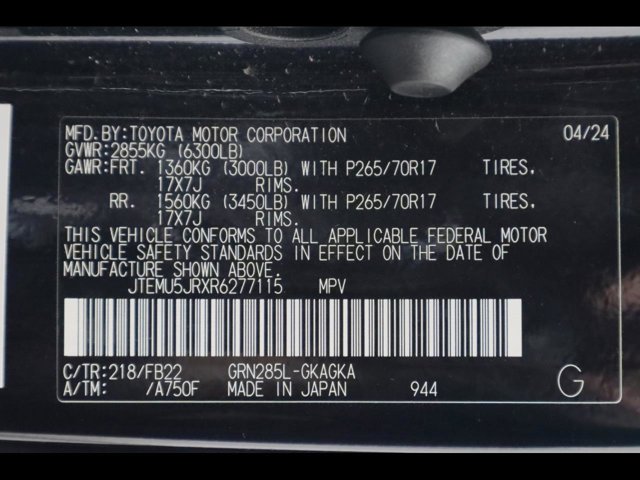 MFD.BY:TOYOTA MOTOR CORPORATION 04/24
GVWR:2855KG (6300LB)
GAWR:FRT. 1360KG (3000LB) WITH P265/70R17 TIRES,
17X7J RIMS.
RR. 1560KG (3450LB) WITH P265/70R17 TIRES,
17X7J RIMS.
THIS VEHICLE CONFORMS TO ALL APPLICABLE FEDERAL MOTOR
VEHICLE SAFETY STANDARDS IN EFFECT ON THE DATE OF
MANUFACTURE SHOWN ABOVE.
JTEMU5JRXR6277115 MPV
C/TR:218/FB22 GRN285L-GKAGKA
A/TM: /A750F MADE IN JAPAN 944 G